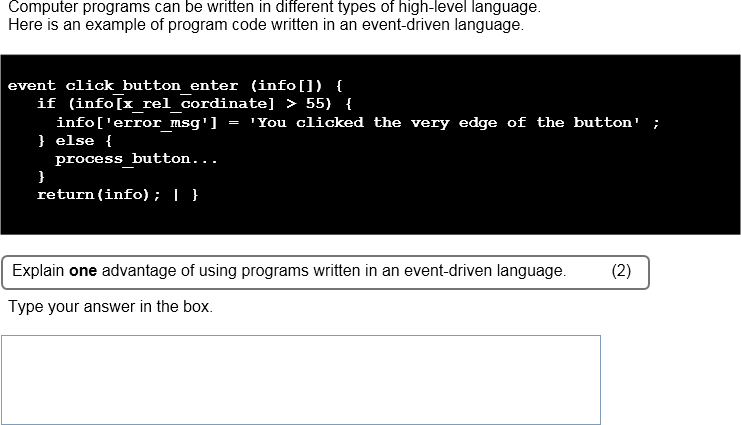 Computer programs can be written in different types of high-level language.
Here is an example of program code written in an event-driven language.
event click_button_enter (info[]) {
if (info[x_rel_cordinate] > 55) {
info['error_msg'] = 'You clicked the very edge of the button' ;
} else {
process_button...
}
return(info); | }
Explain one advantage of using programs written in an event-driven language. (2)
Type your answer in the box.